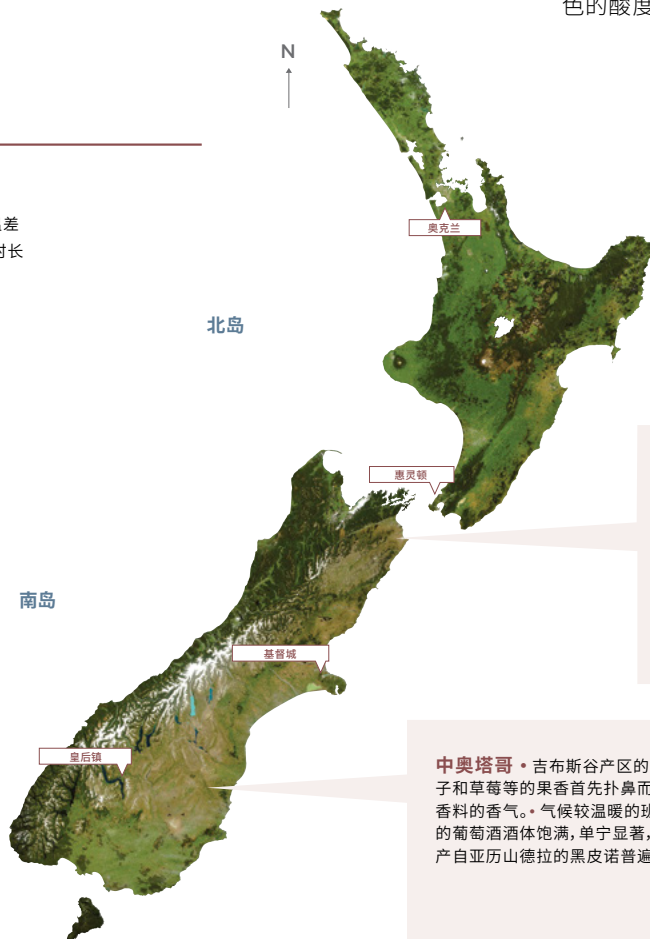 色的酸度
N
差
时长
奥克兰
北岛
惠灵顿
南岛
基督城
皇后镇
中奥塔哥 • 吉布斯谷产区的
子和草莓等的果香首先扑鼻而
香料的香气。• 气候较温暖的班
的葡萄酒酒体饱满，单宁显著，
产自亚历山德拉的黑皮诺普遍